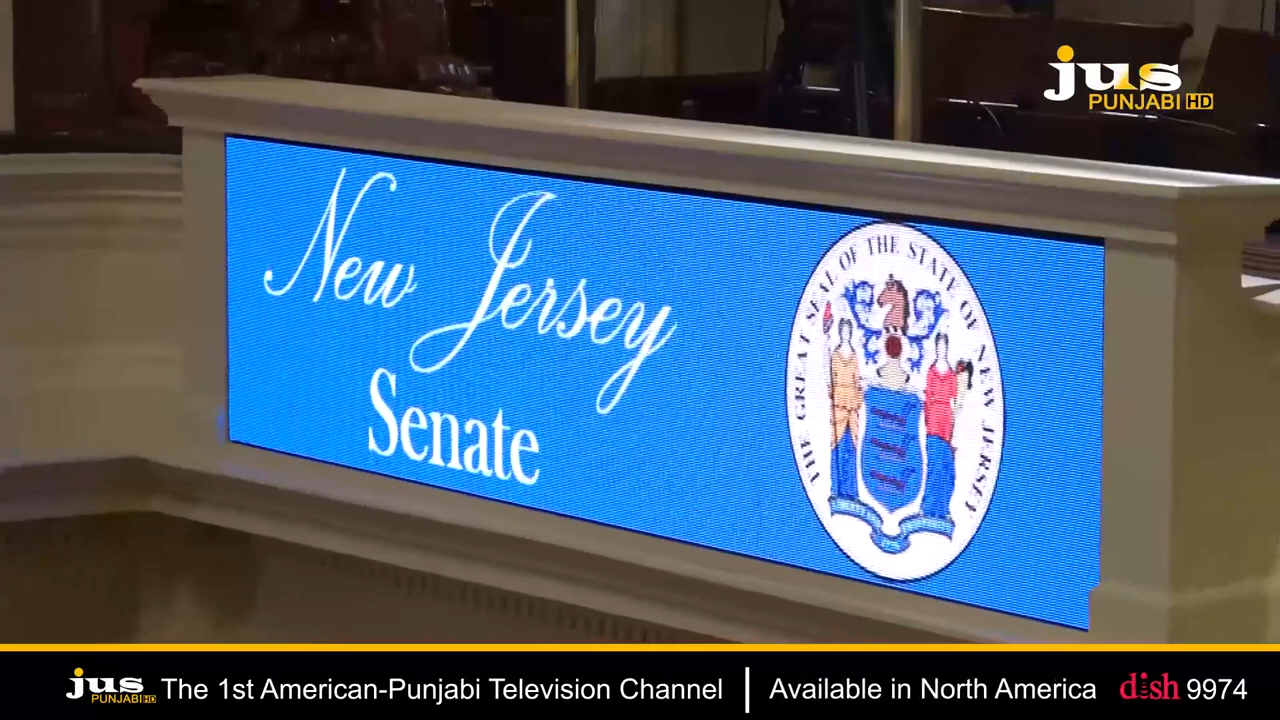 jus
PUNJABI HD
New Jersey
Senate
THE GREAT SEAL OF THE STATE OF NEW JERSEY
jus
PUNJABI HD
The 1st American-Punjabi Television Channel
Available in North America
dish 9974